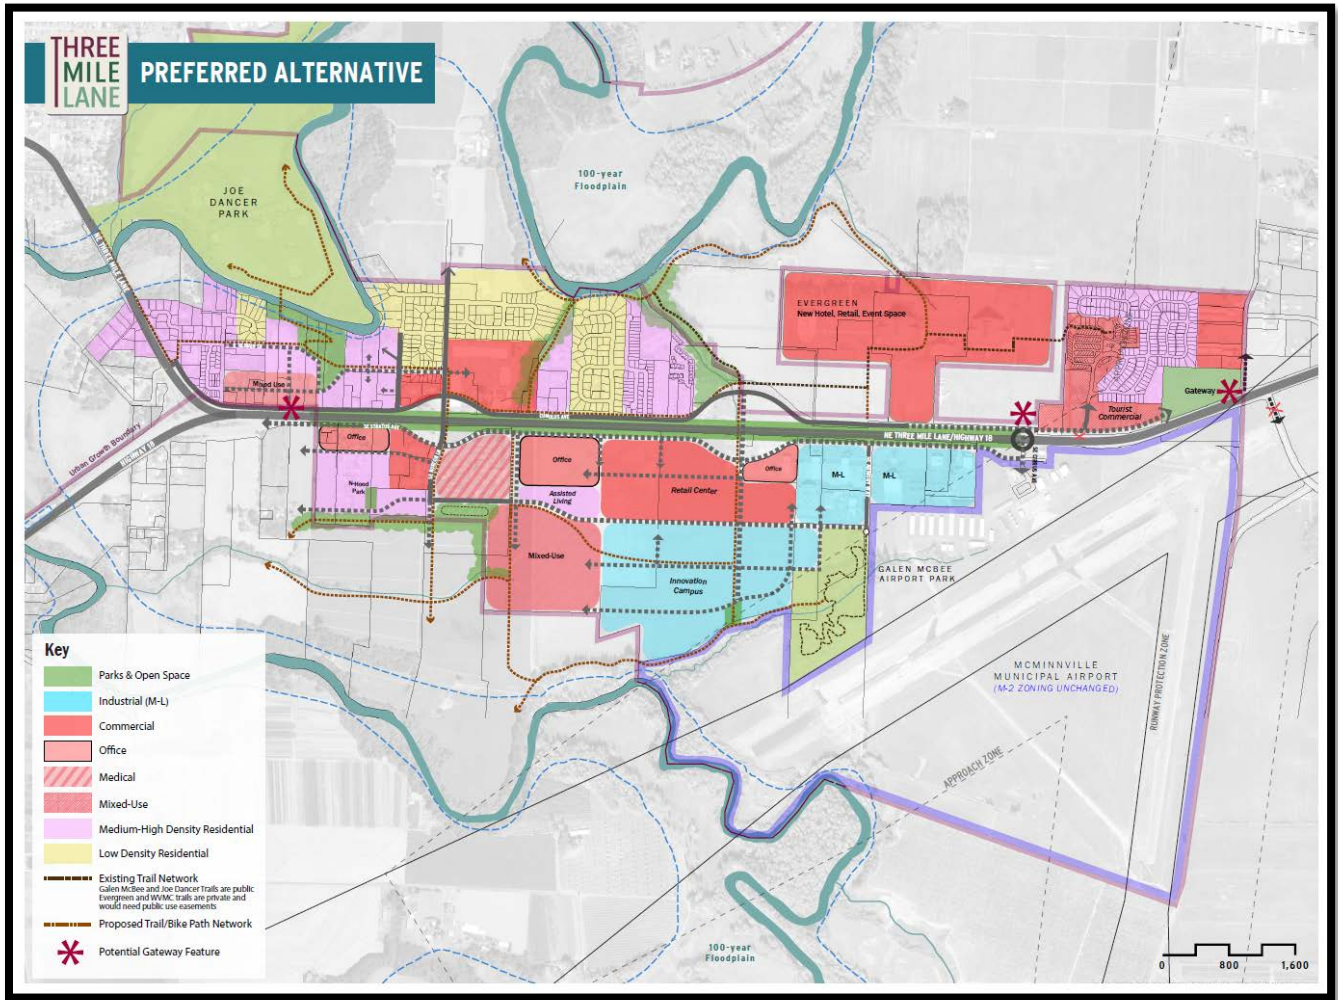 THREE
MILE
LANE
PREFERRED ALTERNATIVE
100-year
Floodplain
JOE
DANCER
PARK
EVERGREEN
New Hotel, Retail, Event Space
Mixed Use
Gateway
Tourist
Commercial
Urban Growth Boundary
HIGHWAY 18
NE THREE MILE LANE/HIGHWAY 18
Office
Office
Office
N-Hood
Park
Assisted
Living
Retail Center
M-L
M-L
Mixed-Use
Innovation
Campus
GALEN MCBEE
AIRPORT PARK
MCMINNVILLE
MUNICIPAL AIRPORT
(M-2 ZONING UNCHANGED)
RUNWAY PROTECTION ZONE
APPROACH ZONE
Key
Parks & Open Space
Industrial (M-L)
Commercial
Office
Medical
Mixed-Use
Medium-High Density Residential
Low Density Residential
Existing Trail Network
Galen McBee and Joe Dancer Trails are public
Evergreen and WVMC trails are private and
would need public use easements
Proposed Trail/Bike Path Network
Potential Gateway Feature
100-year
Floodplain
0 800 1,600